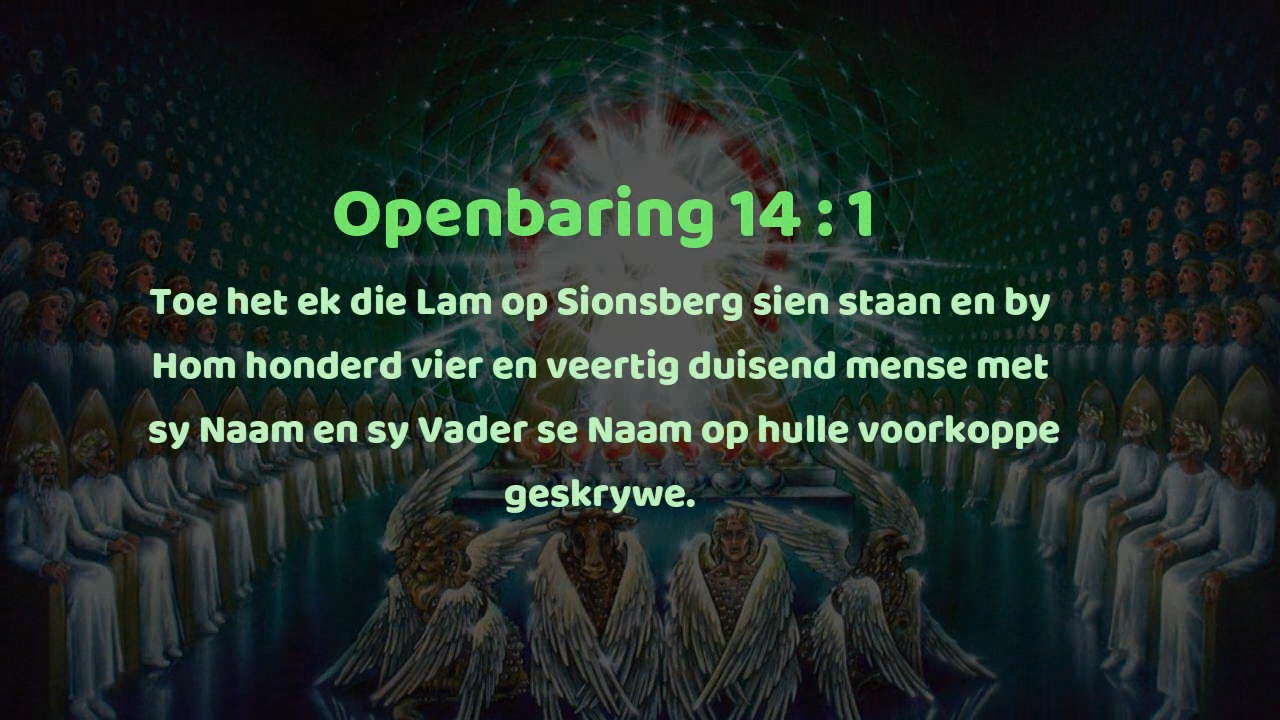 Openbaring 14 : 1
Toe het ek die Lam op Sionsberg sien staan en by
Hom honderd vier en veertig duisend mense met
sy Naam en sy Vader se Naam op hulle voorkoppe
geskrywe.